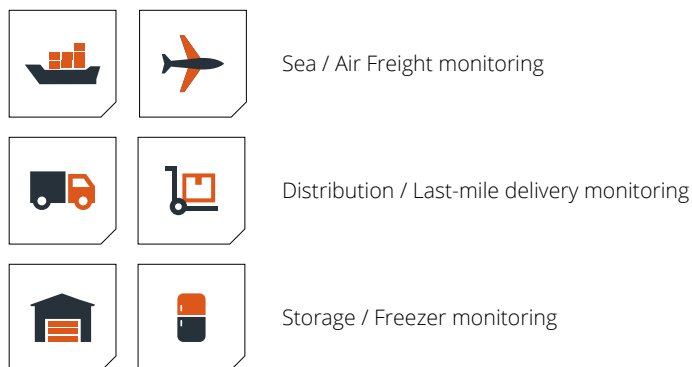 Sea / Air Freight monitoring
Distribution / Last-mile delivery monitoring
Storage / Freezer monitoring